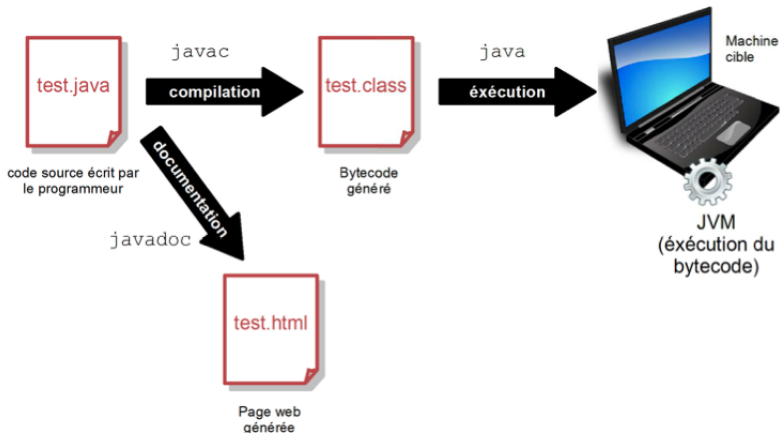 javac
java
Machine
cible
test.java
compilation
test.class
éxécution
code source écrit par
le programmeur
Bytecode
généré
documentation
javadoc
JVM
(éxécution du
bytecode)
test.html
Page web
générée